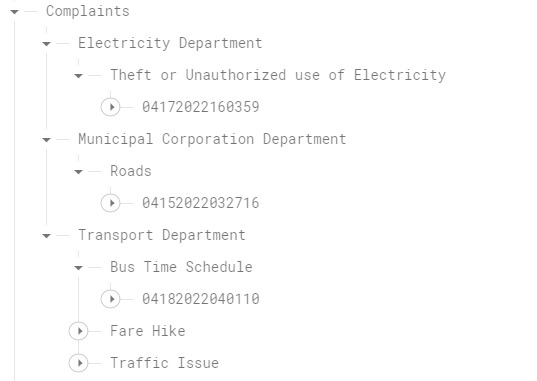 Complaints
Electricity Department
Theft or Unauthorized use of Electricity
04172022160359
Municipal Corporation Department
Roads
04152022032716
Transport Department
Bus Time Schedule
04182022040110
Fare Hike
Traffic Issue